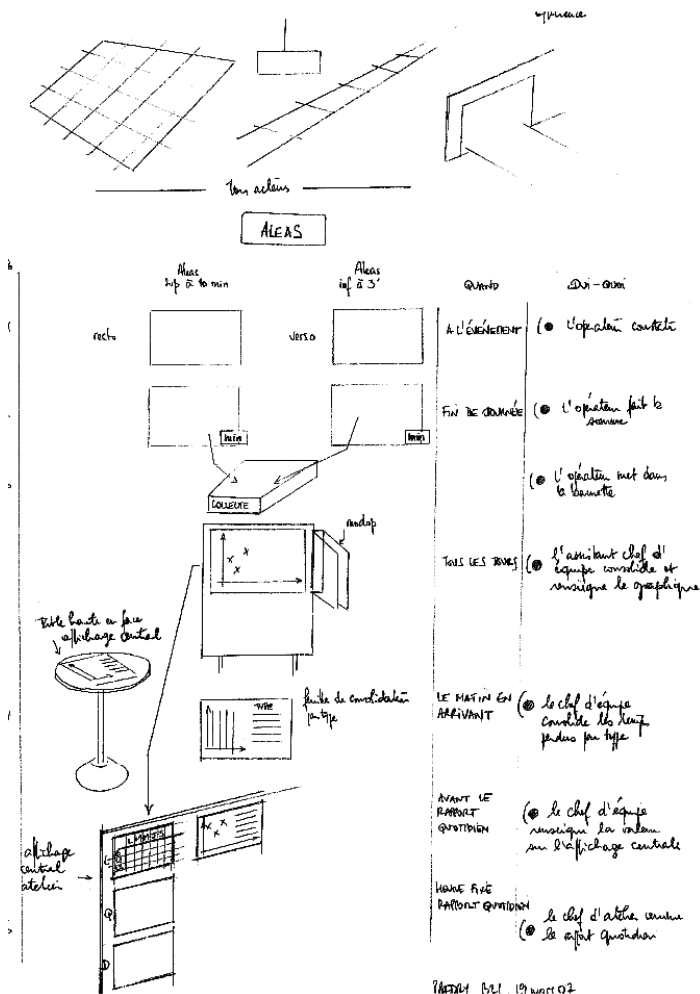 Tous acteurs
ALEAS
Aleas
sup à 10 min
Aleas
inf à 3'
QUAND
QUI-QUOI
recto
verso
A L'ÉVÉNEMENT
L'opérateur constate
FIN DE JOURNÉE
L'opérateur fait la
somme
min
min
L'opérateur met dans
la bannette
COLLECTE
modop
TOUS LES JOURS
l'assistant chef d'
équipe consolide et
renseigne le graphique
Table haute en face
affichage central
TYPE
feuille de consolidation
par type
LE MATIN EN
ARRIVANT
le chef d'équipe
consolide les temps
perdus par type
AVANT LE
RAPPORT
QUOTIDIEN
le chef d'équipe
renseigne la valeur
sur l'affichage centrale
affichage
central
atelier
HEURE FIXE
RAPPORT QUOTIDIEN
le chef d'atelier
le rapport quotidien
19 mars 07